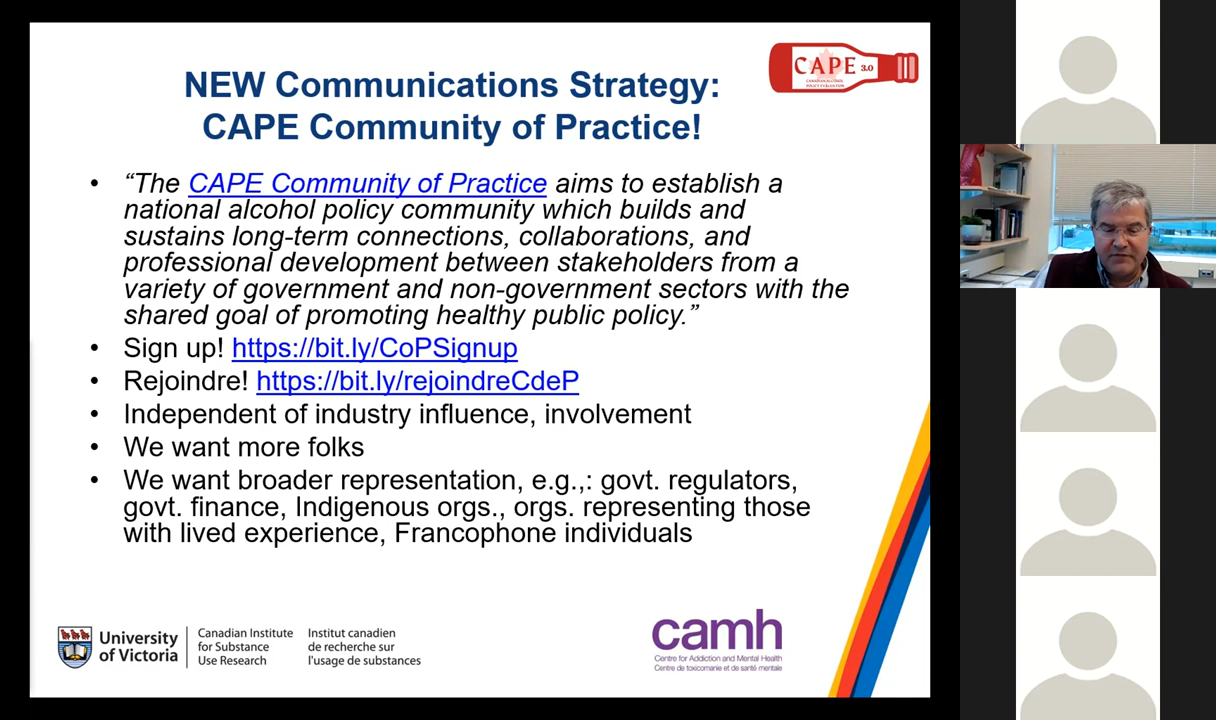 NEW Communications Strategy:
CAPE Community of Practice!
CAPE 3.0
CANADIAN ALCOHOL
POLICY EVALUATION
• “The CAPE Community of Practice aims to establish a
national alcohol policy community which builds and
sustains long-term connections, collaborations, and
professional development between stakeholders from a
variety of government and non-government sectors with the
shared goal of promoting healthy public policy.”
• Sign up! https://bit.ly/CoPSignup
• Rejoindre! https://bit.ly/rejoindreCdeP
• Independent of industry influence, involvement
• We want more folks
• We want broader representation, e.g.,: govt. regulators,
govt. finance, Indigenous orgs., orgs. representing those
with lived experience, Francophone individuals
University
of Victoria
Canadian Institute
for Substance
Use Research
Institut canadien
de recherche sur
l'usage de substances
camh
Centre for Addiction and Mental Health
Centre de toxicomanie et de santé mentale